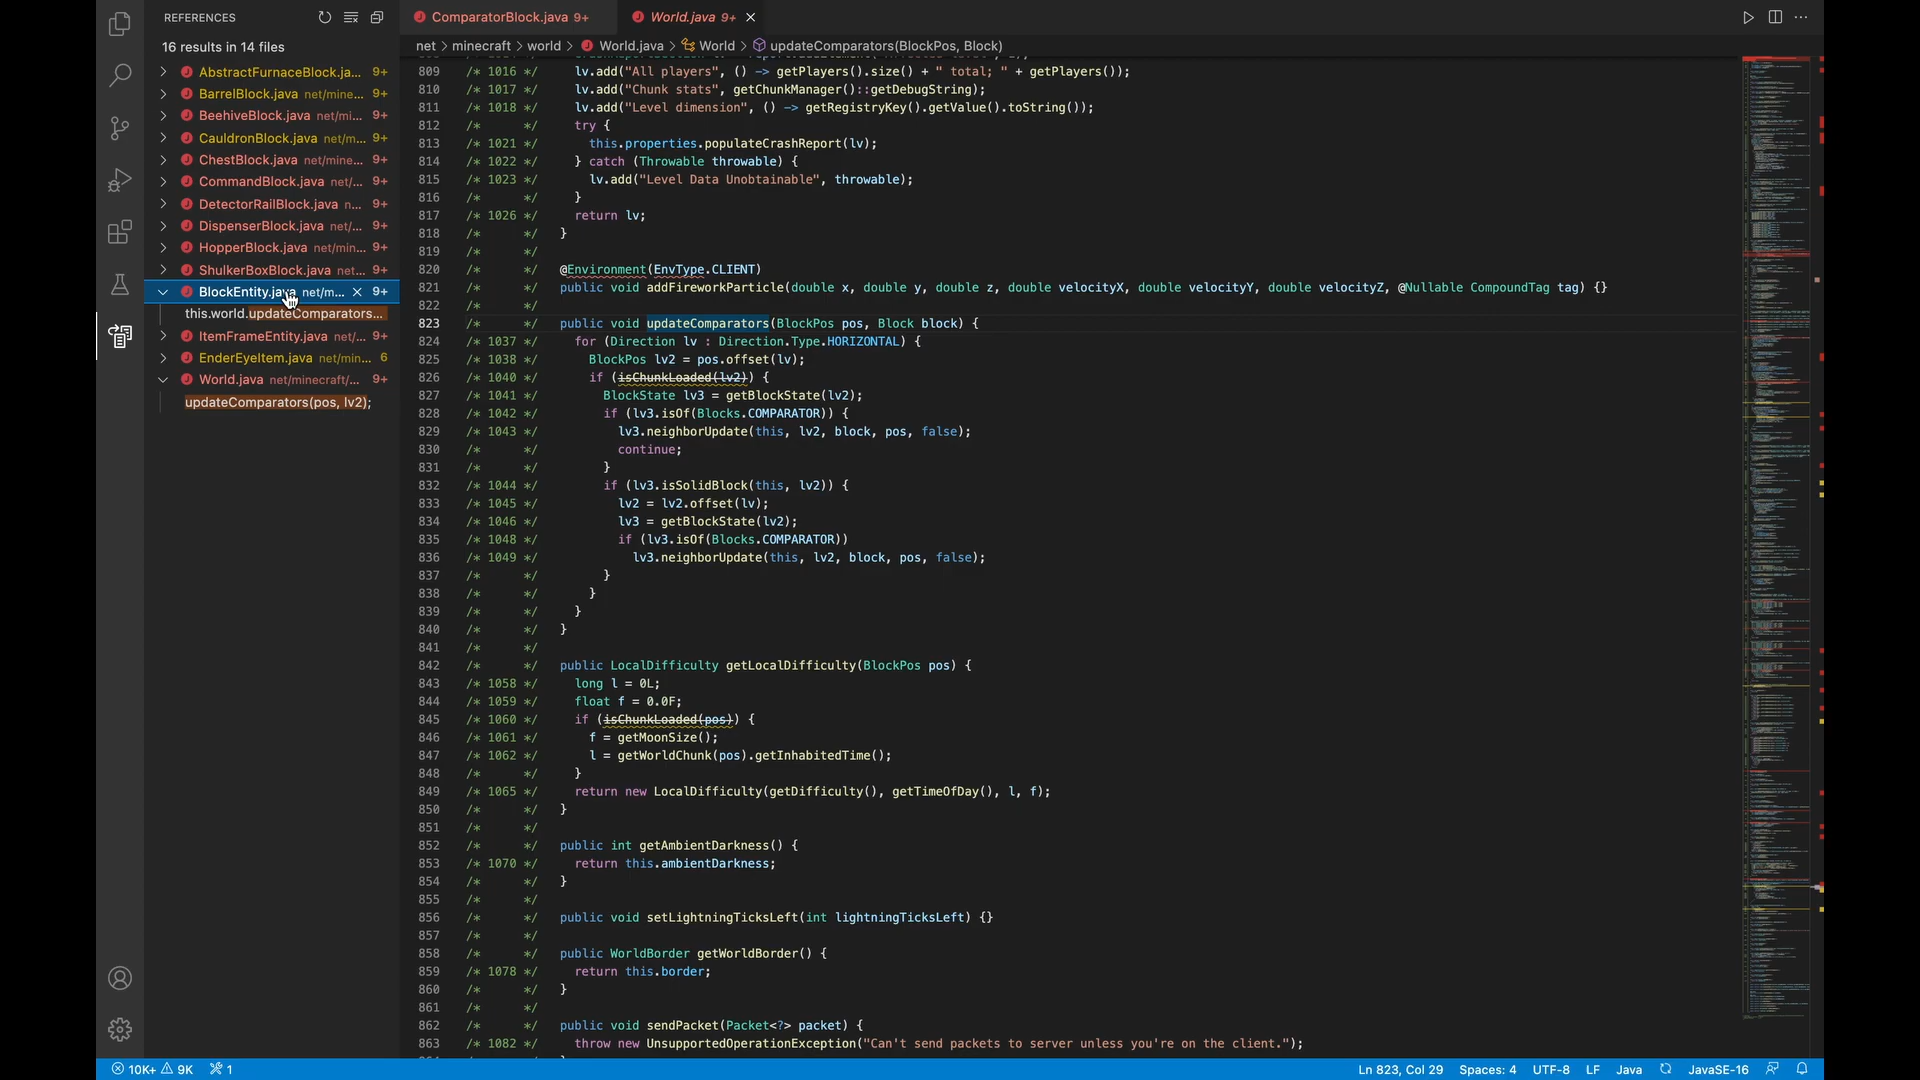 REFERENCES
16 results in 14 files
AbstractFurnaceBlock.ja... 9+
BarrelBlock.java net/mine... 9+
BeehiveBlock.java net/mi... 9+
CauldronBlock.java net/m... 9+
ChestBlock.java net/mine... 9+
CommandBlock.java net/... 9+
DetectorRailBlock.java n... 9+
DispenserBlock.java net/... 9+
HopperBlock.java net/min... 9+
ShulkerBoxBlock.java net... 9+
BlockEntity.java net/m... 9+
this.world.updateComparators...
ItemFrameEntity.java net/... 9+
EnderEyeItem.java net/min... 6
World.java net/minecraft/... 9+
updateComparators(pos, lv2);
ComparatorBlock.java 9+
World.java 9+
net > minecraft > world > World.java > World > updateComparators(BlockPos, Block)
809 /* 1016 */ lv.add("All players", () -> getPlayers().size() + " total; " + getPlayers());
810 /* 1017 */ lv.add("Chunk stats", getChunkManager()::getDebugString);
811 /* 1018 */ lv.add("Level dimension", () -> getRegistryKey().getValue().toString());
812 /* */ try {
813 /* 1021 */ this.properties.populateCrashReport(lv);
814 /* 1022 */ } catch (Throwable throwable) {
815 /* 1023 */ lv.add("Level Data Unobtainable", throwable);
816 /* */ }
817 /* 1026 */ return lv;
818 /* */ }
819 /* */
820 /* */ @Environment(EnvType.CLIENT)
821 /* */ public void addFireworkParticle(double x, double y, double z, double velocityX, double velocityY, double velocityZ, @Nullable CompoundTag tag) {}
822 /* */
823 /* */ public void updateComparators(BlockPos pos, Block block) {
824 /* 1037 */ for (Direction lv : Direction.Type.HORIZONTAL) {
825 /* 1038 */ BlockPos lv2 = pos.offset(lv);
826 /* 1040 */ if (isChunkLoaded(lv2)) {
827 /* 1041 */ BlockState lv3 = getBlockState(lv2);
828 /* 1042 */ if (lv3.isOf(Blocks.COMPARATOR)) {
829 /* 1043 */ lv3.neighborUpdate(this, lv2, block, pos, false);
830 /* */ continue;
831 /* */ }
832 /* 1044 */ if (lv3.isSolidBlock(this, lv2)) {
833 /* 1045 */ lv2 = lv2.offset(lv);
834 /* 1046 */ lv3 = getBlockState(lv2);
835 /* 1048 */ if (lv3.isOf(Blocks.COMPARATOR))
836 /* 1049 */ lv3.neighborUpdate(this, lv2, block, pos, false);
837 /* */ }
838 /* */ }
839 /* */ }
840 /* */ }
841 /* */
842 /* */ public LocalDifficulty getLocalDifficulty(BlockPos pos) {
843 /* 1058 */ long l = 0L;
844 /* 1059 */ float f = 0.0F;
845 /* 1060 */ if (isChunkLoaded(pos)) {
846 /* 1061 */ f = getMoonSize();
847 /* 1062 */ l = getWorldChunk(pos).getInhabitedTime();
848 /* */ }
849 /* 1065 */ return new LocalDifficulty(getDifficulty(), getTimeOfDay(), l, f);
850 /* */ }
851 /* */
852 /* */ public int getAmbientDarkness() {
853 /* 1070 */ return this.ambientDarkness;
854 /* */ }
855 /* */
856 /* */ public void setLightningTicksLeft(int lightningTicksLeft) {}
857 /* */
858 /* */ public WorldBorder getWorldBorder() {
859 /* 1078 */ return this.border;
860 /* */ }
861 /* */
862 /* */ public void sendPacket(Packet<?> packet) {
863 /* 1082 */ throw new UnsupportedOperationException("Can't send packets to server unless you're on the client.");
10K+ 9K 1
Ln 823, Col 29 Spaces: 4 UTF-8 LF Java JavaSE-16